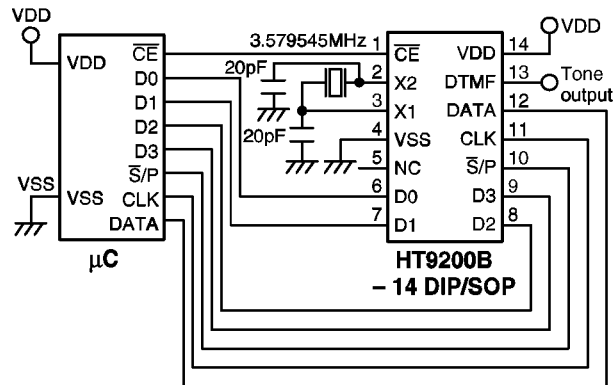 VDD
VDD
C̅E̅
D0
D1
D2
D3
S̅/P
CLK
DATA
VSS
VSS
μC
3.579545MHz
20pF
20pF
1
2
3
4
5
6
7
C̅E̅
X2
X1
VSS
NC
D0
D1
VDD
DTMF
DATA
CLK
S̅/P
D3
D2
14
13
12
11
10
9
8
VDD
Tone
output
HT9200B
– 14 DIP/SOP